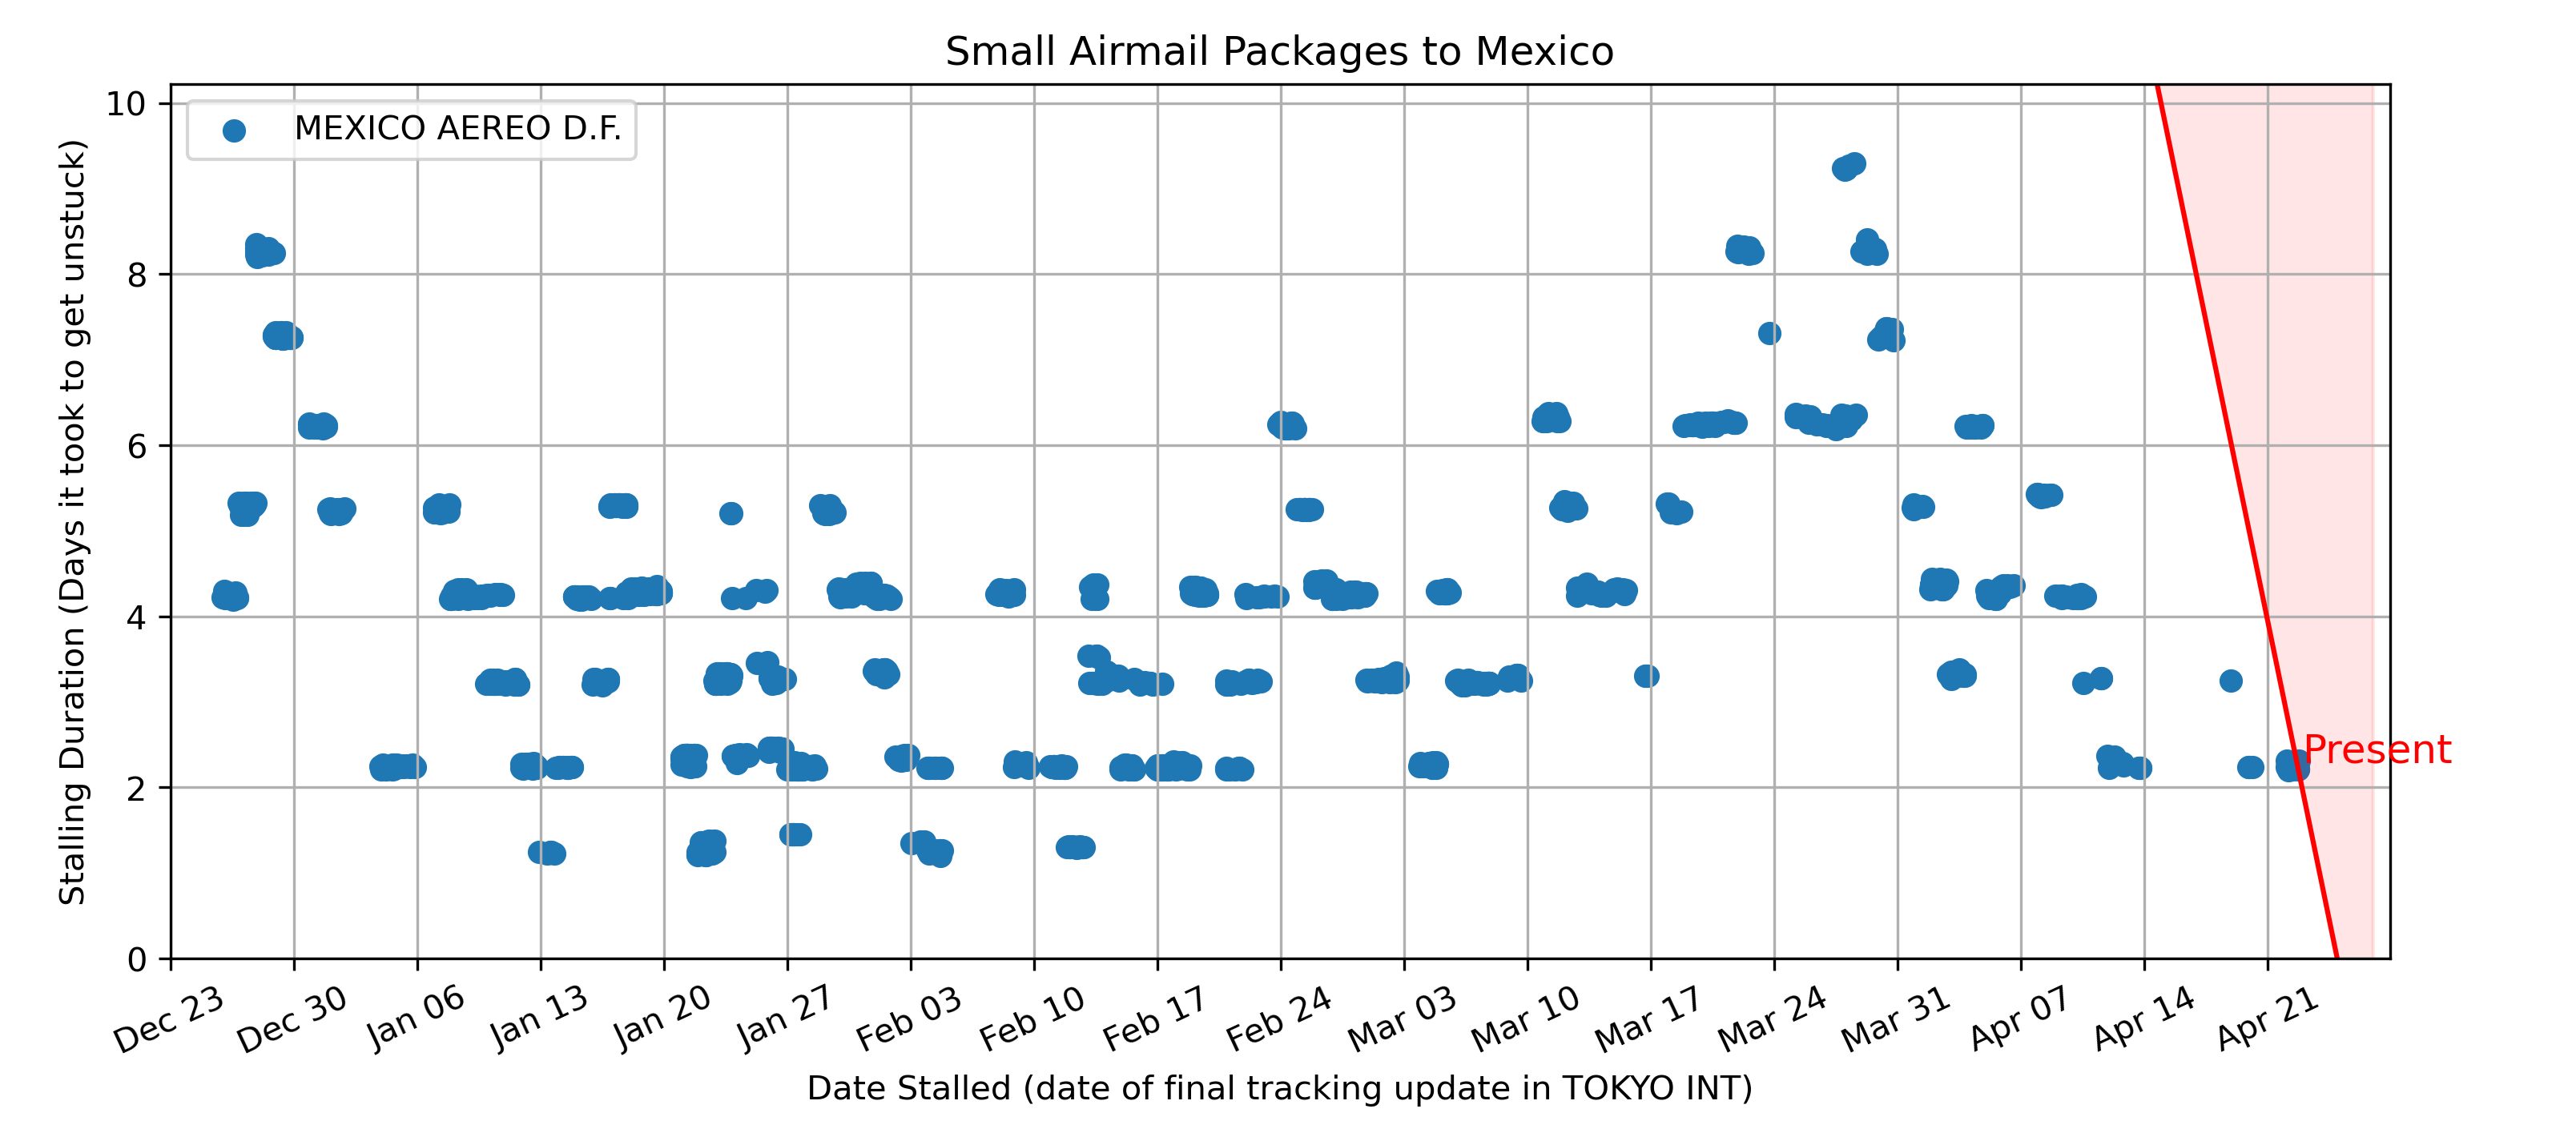 Small Airmail Packages to Mexico
MEXICO AEREO D.F.
Stalling Duration (Days it took to get unstuck)
10
8
6
4
2
0
Present
Dec 23
Dec 30
Jan 06
Jan 13
Jan 20
Jan 27
Feb 03
Feb 10
Feb 17
Feb 24
Mar 03
Mar 10
Mar 17
Mar 24
Mar 31
Apr 07
Apr 14
Apr 21
Date Stalled (date of final tracking update in TOKYO INT)